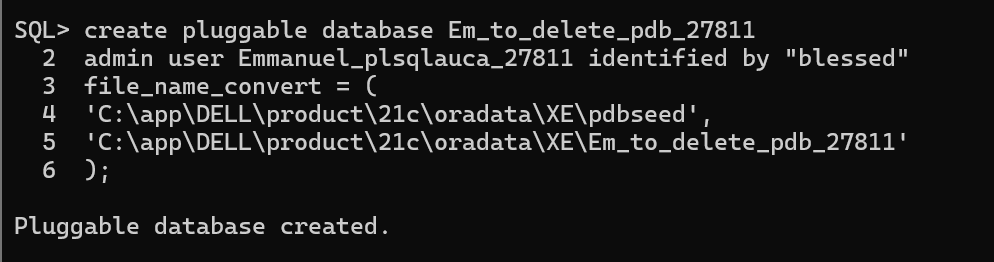 SQL> create pluggable database Em_to_delete_pdb_27811
2 admin user Emmanuel_plsqlauca_27811 identified by "blessed"
3 file_name_convert = (
4 'C:\app\DELL\product\21c\oradata\XE\pdbseed',
5 'C:\app\DELL\product\21c\oradata\XE\Em_to_delete_pdb_27811'
6 );
Pluggable database created.